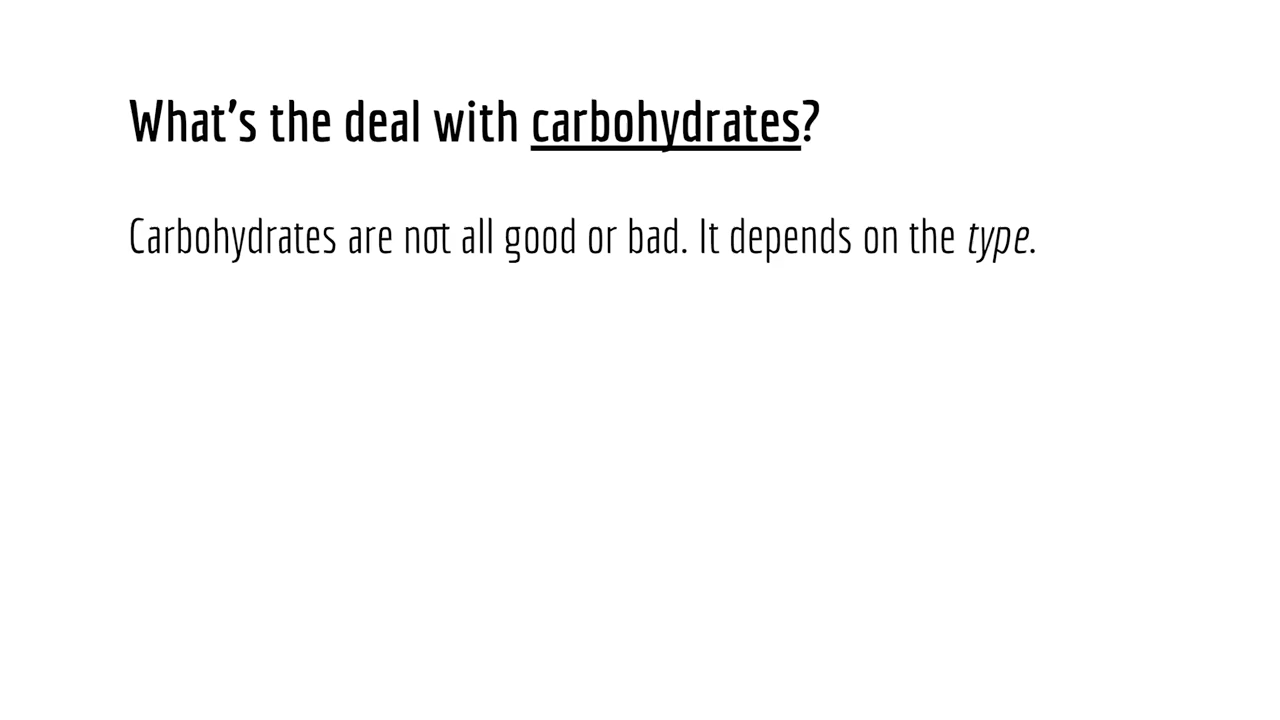 What's the deal with carbohydrates?
Carbohydrates are not all good or bad. It depends on the type.